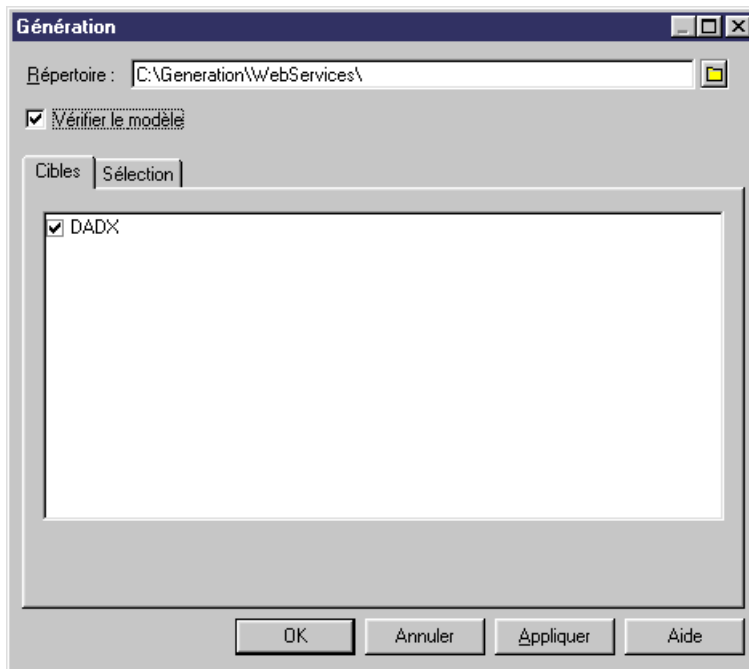 Génération
Répertoire : C:\Generation\WebServices\
Vérifier le modèle
Cibles Sélection
DADX
OK Annuler Appliquer Aide